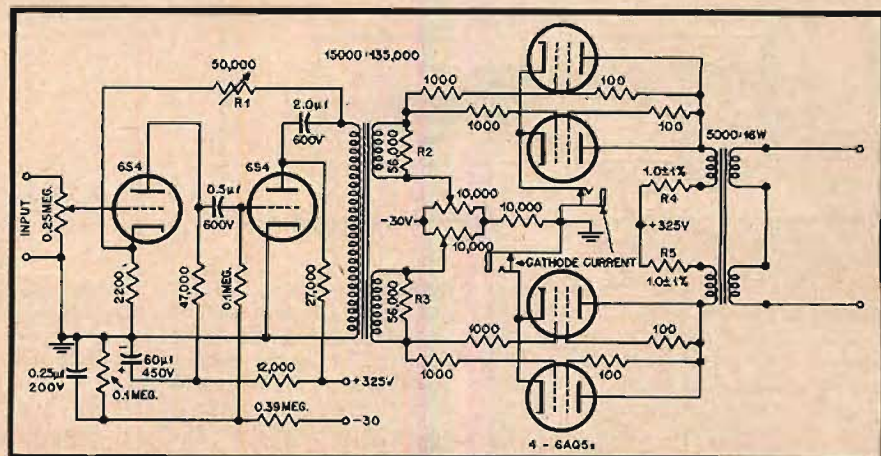 50,000
R1
15000:135,000
2.0µf
600V
6S4
6S4
0.5µf
600V
INPUT
0.25MEG.
2200
47,000
0.1MEG.
27,000
0.25µf
200V
0.1MEG.
60µf
450V
12,000
+325V
0.39MEG.
-30
56,000
R2
1000
100
1000
100
10,000
-30V
10,000
10,000
CATHODE CURRENT
R3
56,000
1000
100
1000
100
5000:16W
1.0±1%
R4
+325V
R5
1.0±1%
4 - 6AQ5s